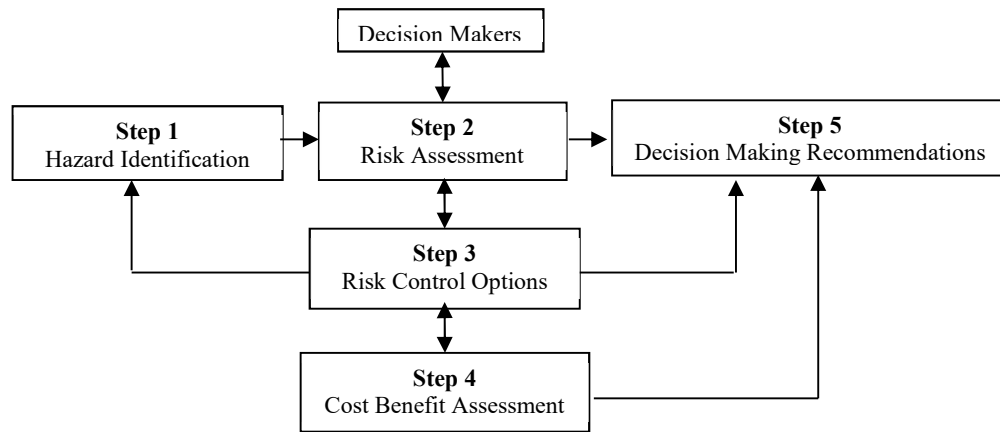 Decision Makers
Step 1
Hazard Identification
Step 2
Risk Assessment
Step 5
Decision Making Recommendations
Step 3
Risk Control Options
Step 4
Cost Benefit Assessment